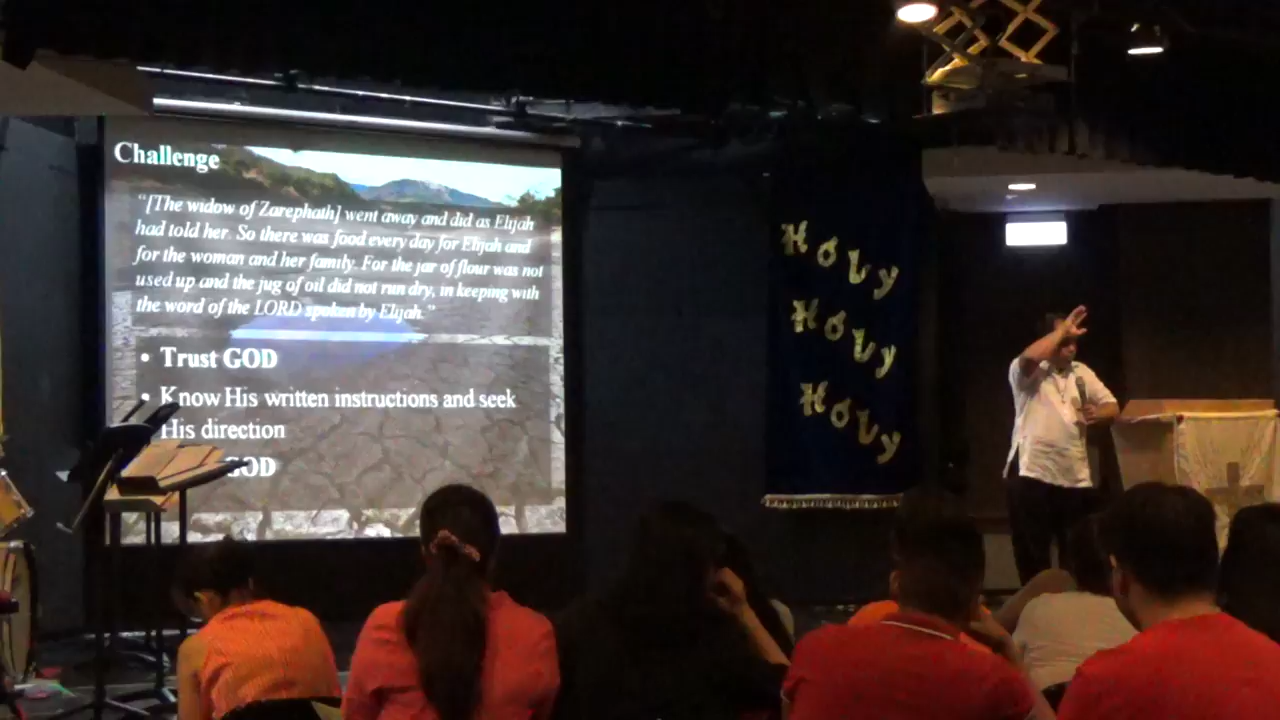 Challenge
"[The widow of Zarephath] went away and did as Elijah
had told her. So there was food every day for Elijah and
for the woman and her family. For the jar of flour was not
used up and the jug of oil did not run dry, in keeping with
the word of the LORD spoken by Elijah."
• Trust GOD
• Know His written instructions and seek
His direction
GOD
Holy
Holy
Holy